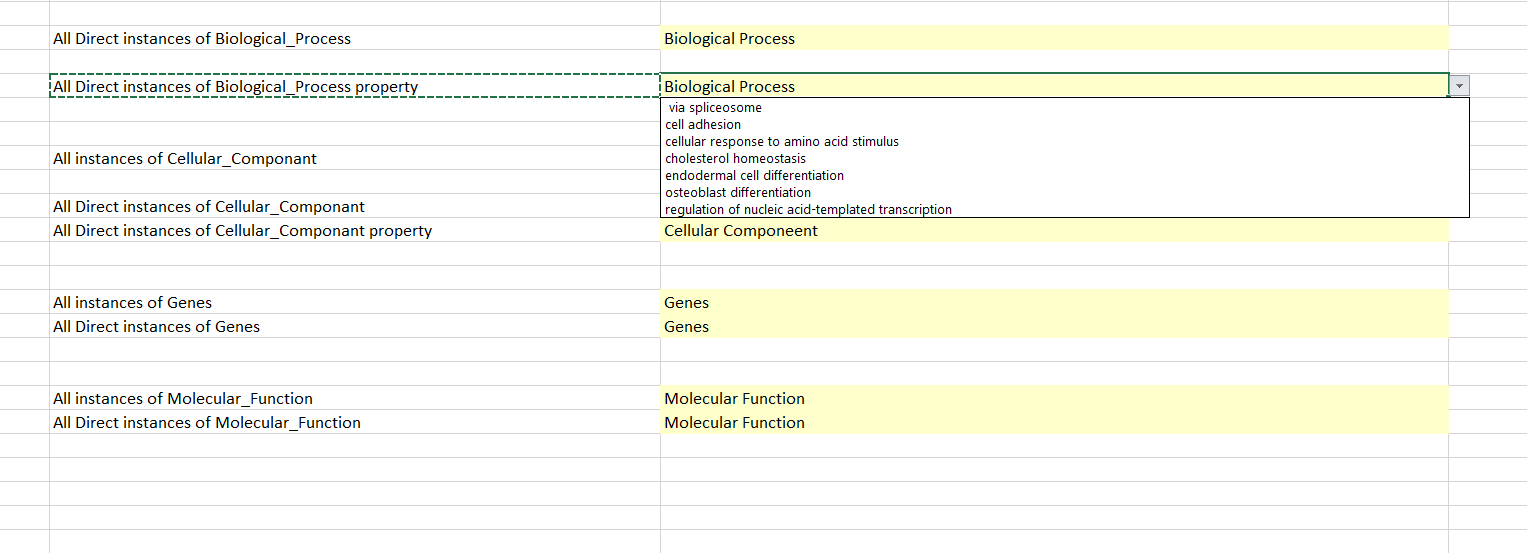 All Direct instances of Biological_Process
Biological Process
All Direct instances of Biological_Process property
Biological Process
via spliceosome
cell adhesion
cellular response to amino acid stimulus
cholesterol homeostasis
endodermal cell differentiation
osteoblast differentiation
regulation of nucleic acid-templated transcription
All instances of Cellular_Componant
All Direct instances of Cellular_Componant
All Direct instances of Cellular_Componant property
Cellular Componeent
All instances of Genes
Genes
All Direct instances of Genes
Genes
All instances of Molecular_Function
Molecular Function
All Direct instances of Molecular_Function
Molecular Function